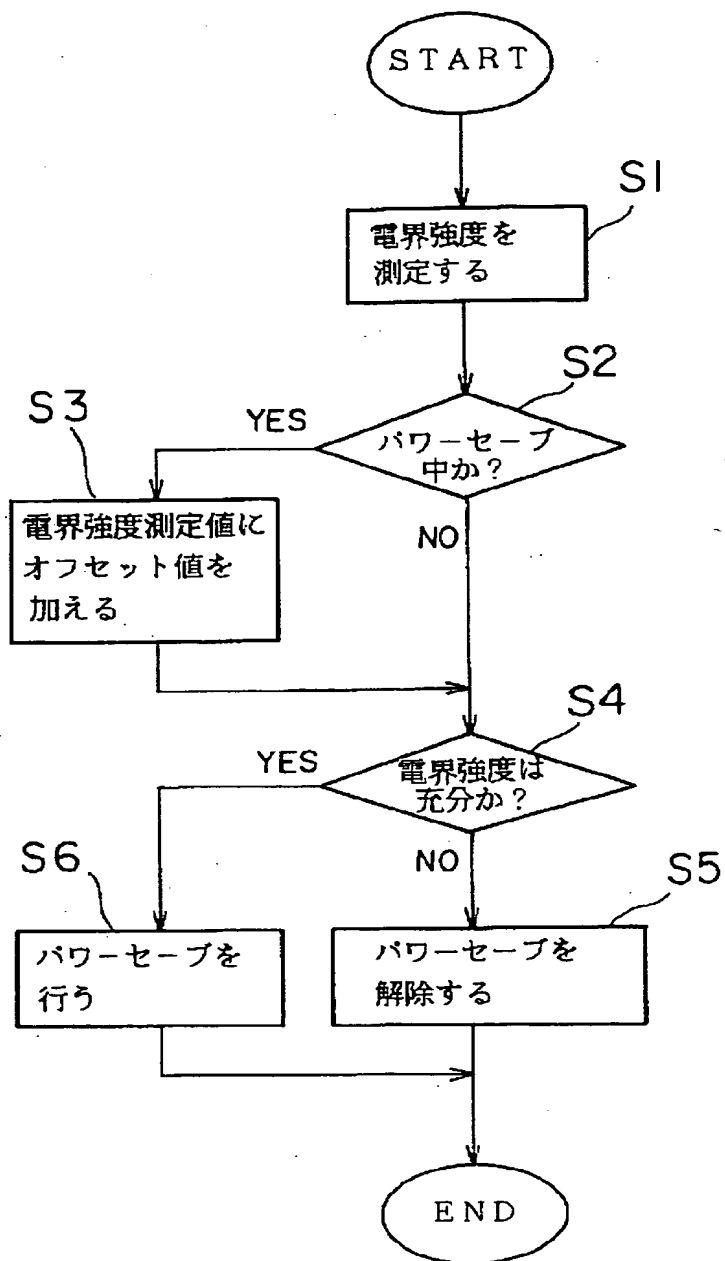 START
S1
電界強度を
測定する
S2
パワーセーブ
中か?
YES
S3
電界強度測定値に
オフセット値を
加える
NO
S4
電界強度は
充分か?
YES
NO
S6
パワーセーブを
行う
S5
パワーセーブを
解除する
END